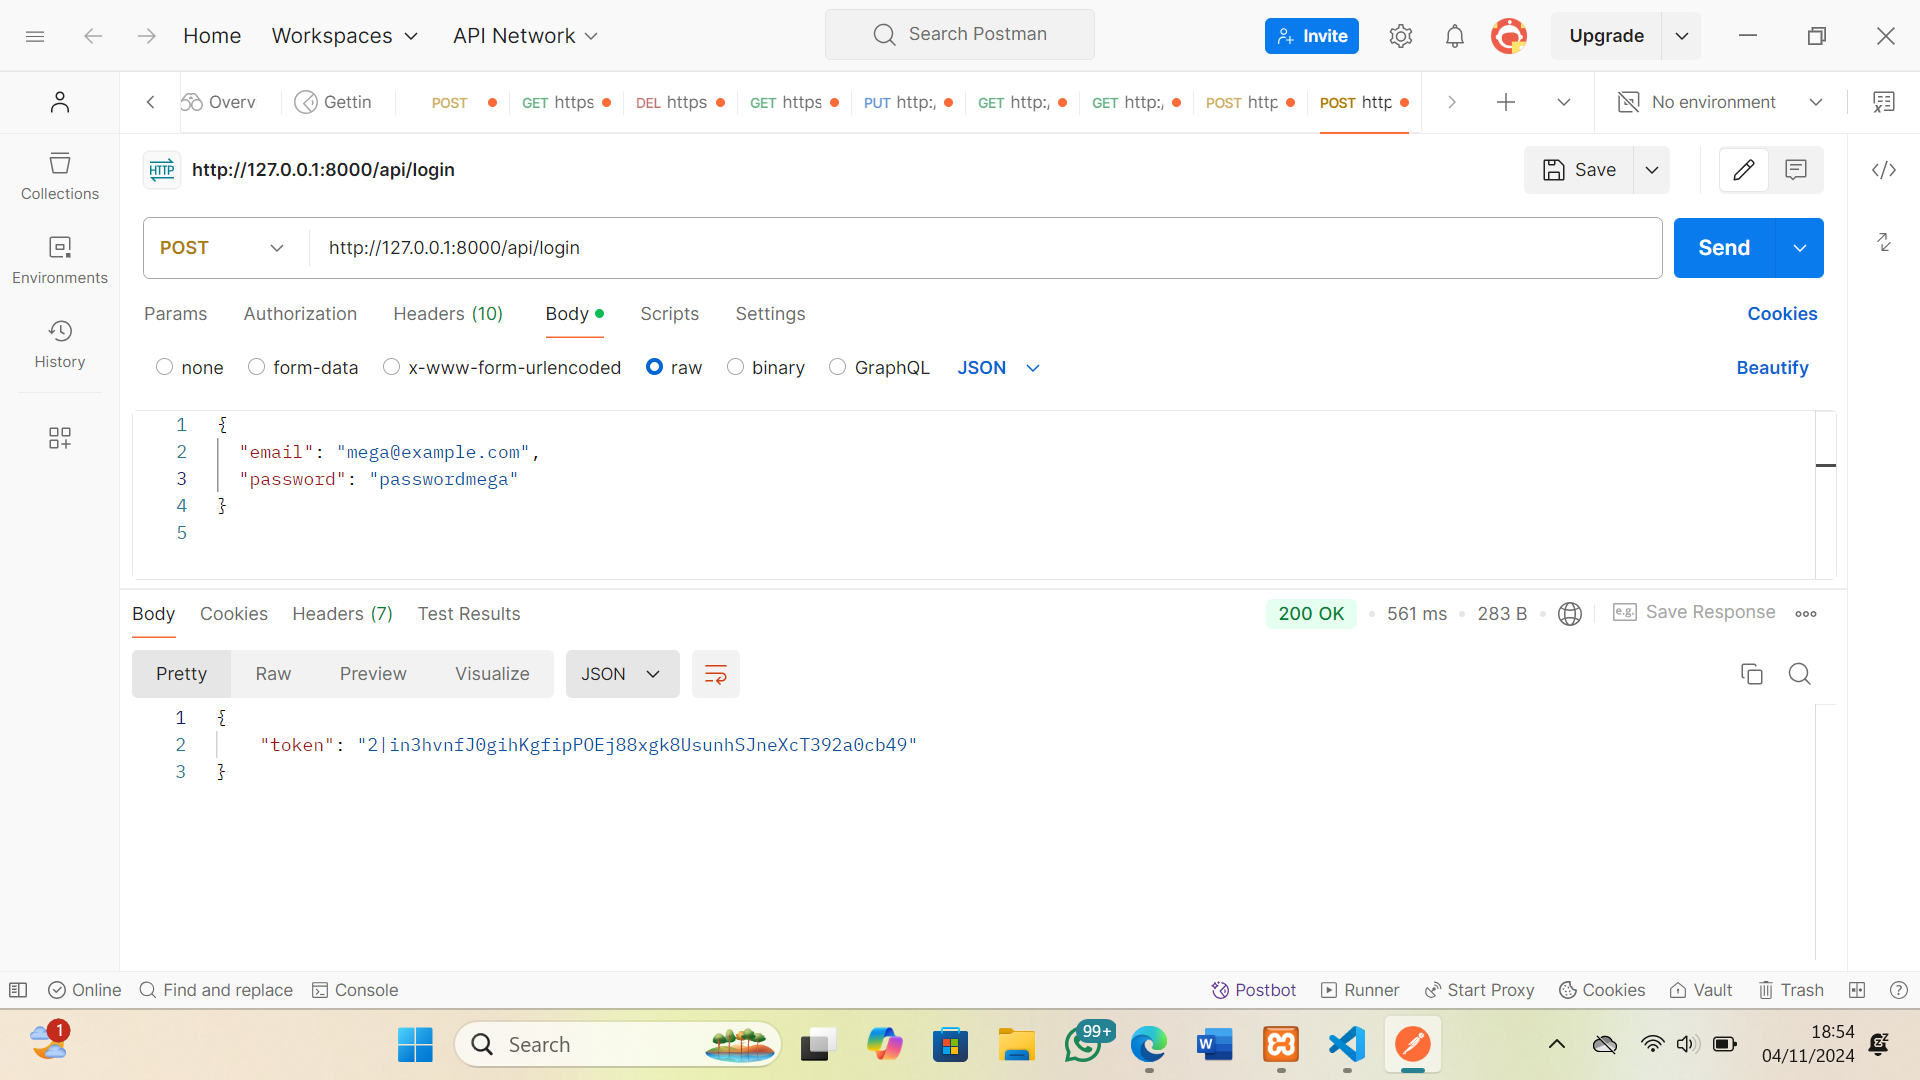 Home Workspaces API Network Search Postman Invite Upgrade
Overv Gettin POST GET https DEL https GET https PUT http:/ GET http:/ GET http:/ POST http POST http No environment
HTTP http://127.0.0.1:8000/api/login Save
Collections
Environments
History
POST http://127.0.0.1:8000/api/login Send
Params Authorization Headers (10) Body Scripts Settings Cookies
none form-data x-www-form-urlencoded raw binary GraphQL JSON Beautify
1 {
2 "email": "mega@example.com",
3 "password": "passwordmega"
4 }
5
Body Cookies Headers (7) Test Results 200 OK 561 ms 283 B e.g. Save Response
Pretty Raw Preview Visualize JSON
1 {
2 "token": "2|in3hvnfJ0gihKgfipPOEj88xgk8UsunhSJneXcT392a0cb49"
3 }
Online Find and replace Console Postbot Runner Start Proxy Cookies Vault Trash
1 Search 99+ W 18:54
04/11/2024